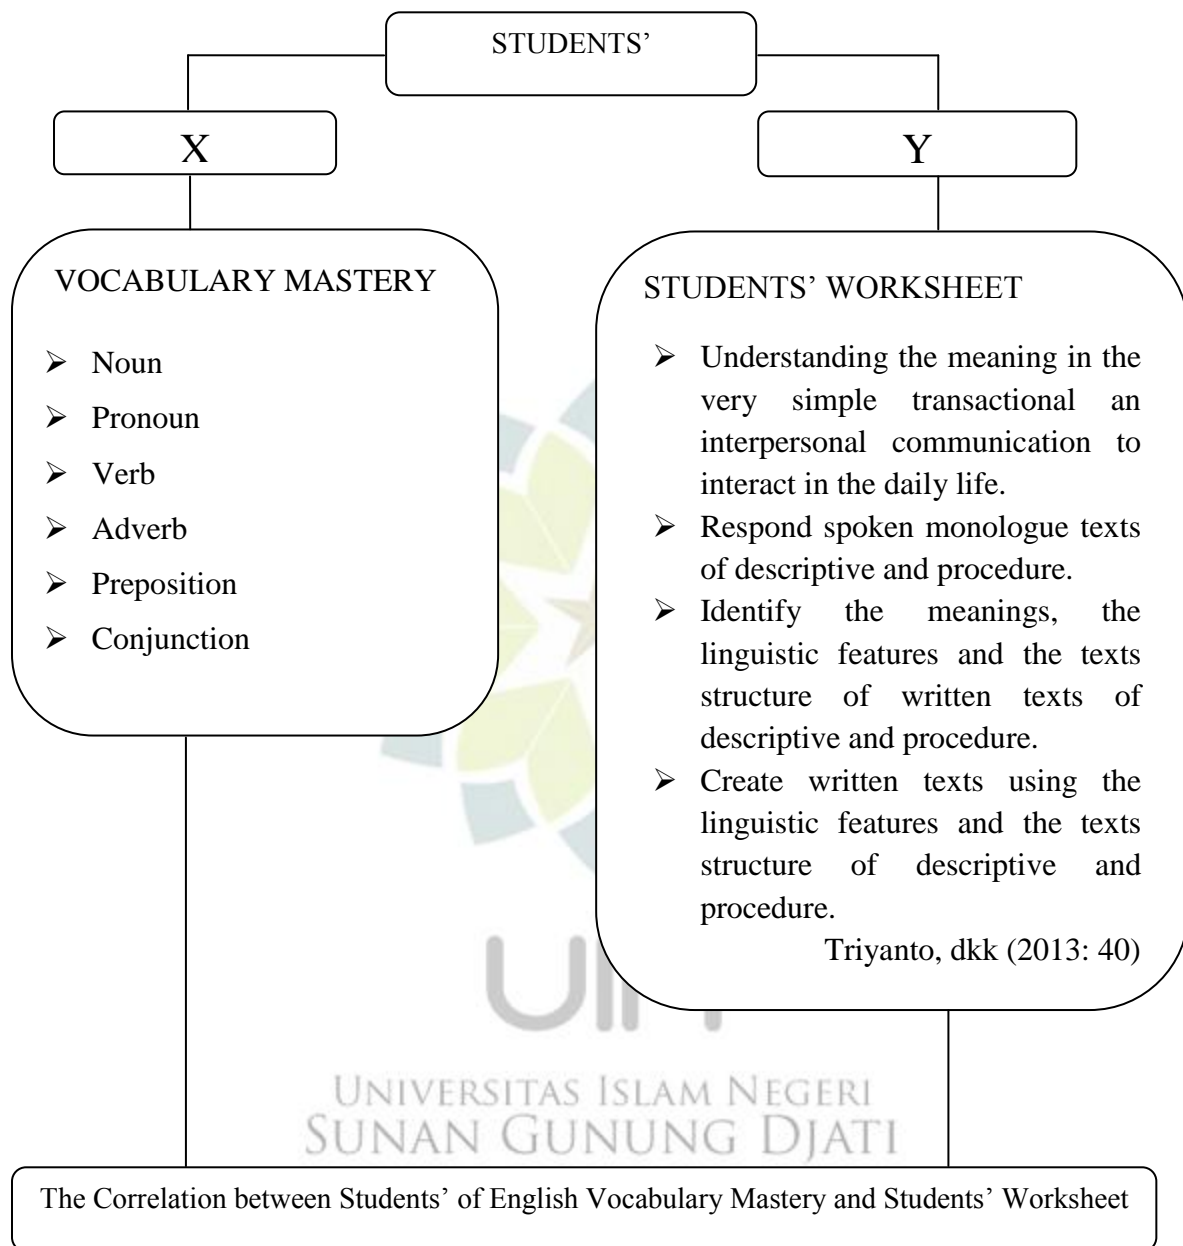 STUDENTS’
X
Y
VOCABULARY MASTERY
➢ Noun
➢ Pronoun
➢ Verb
➢ Adverb
➢ Preposition
➢ Conjunction
STUDENTS’ WORKSHEET
➢ Understanding the meaning in the
very simple transactional an
interpersonal communication to
interact in the daily life.
➢ Respond spoken monologue texts
of descriptive and procedure.
➢ Identify the meanings, the
linguistic features and the texts
structure of written texts of
descriptive and procedure.
➢ Create written texts using the
linguistic features and the texts
structure of descriptive and
procedure.
Triyanto, dkk (2013: 40)
UNIVERSITAS ISLAM NEGERI
SUNAN GUNUNG DJATI
The Correlation between Students’ of English Vocabulary Mastery and Students’ Worksheet